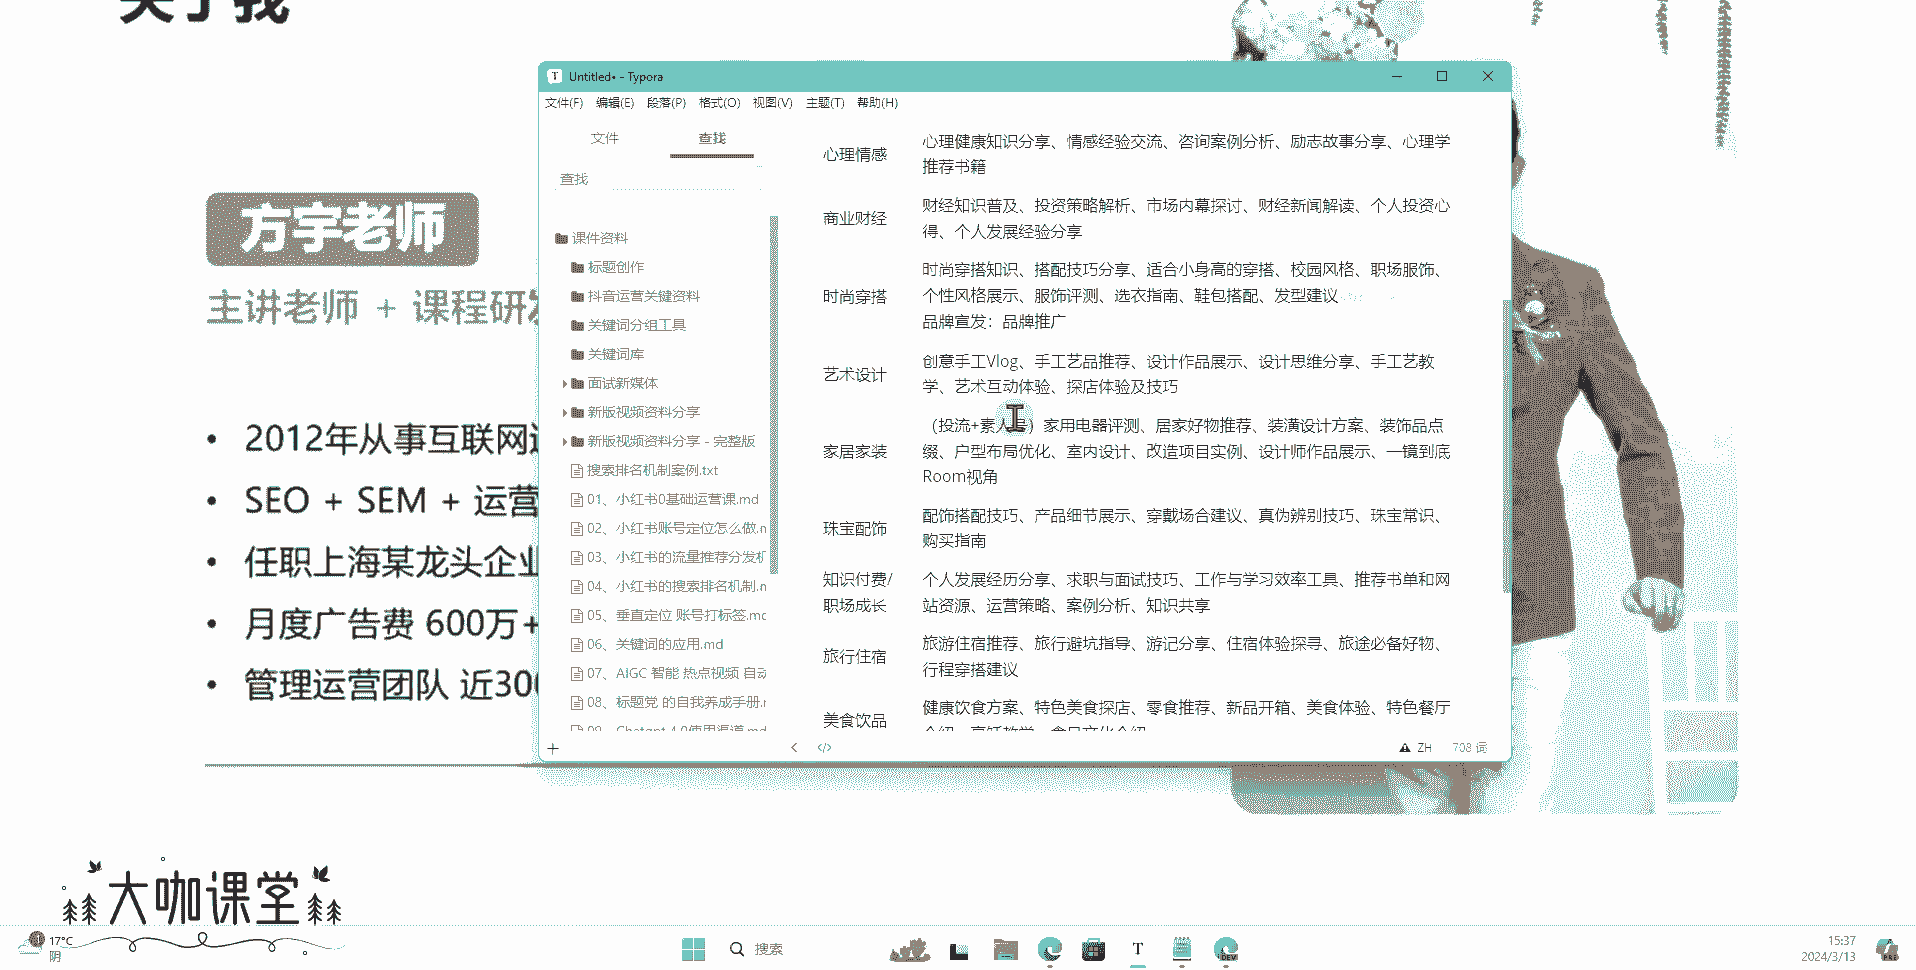 关于我
方宇老师
主讲老师 + 课程研发
2012年从事互联网
SEO + SEM + 运营
任职上海某龙头企业
月度广告费 600万+
管理运营团队 近300
大咖课堂
Untitled• - Typora
文件(F) 编辑(E) 段落(P) 格式(O) 视图(V) 主题(T) 帮助(H)
文件 查找
查找
课件资料
标题创作
抖音运营关键资料
关键词分组工具
关键词库
面试新媒体
新版视频资料分享
新版视频资料分享 - 完整版
搜索排名机制案例.txt
01、小红书0基础运营课.md
02、小红书账号定位怎么做.m
03、小红书的流量推荐分发机
04、小红书的搜索排名机制.m
05、垂直定位 账号打标签.md
06、关键词的应用.md
07、AIGC 智能 热点视频 自动
08、标题党 的自我养成手册.m
09、Chatgpt 4.0使用渠道.md
心理情感
心理健康知识分享、情感经验交流、咨询案例分析、励志故事分享、心理学
推荐书籍
商业财经
财经知识普及、投资策略解析、市场内幕探讨、财经新闻解读、个人投资心
得、个人发展经验分享
时尚穿搭
时尚穿搭知识、搭配技巧分享、适合小身高的穿搭、校园风格、职场服饰、
个性风格展示、服饰评测、选衣指南、鞋包搭配、发型建议
品牌宣发：品牌推广
艺术设计
创意手工Vlog、手工艺品推荐、设计作品展示、设计思维分享、手工艺教
学、艺术互动体验、探店体验及技巧
家居家装
（投流+素人 ）家用电器评测、居家好物推荐、装潢设计方案、装饰品点
缀、户型布局优化、室内设计、改造项目实例、设计师作品展示、一镜到底
Room视角
珠宝配饰
配饰搭配技巧、产品细节展示、穿戴场合建议、真伪辨别技巧、珠宝常识、
购买指南
知识付费/
职场成长
个人发展经历分享、求职与面试技巧、工作与学习效率工具、推荐书单和网
站资源、运营策略、案例分析、知识共享
旅行住宿
旅游住宿推荐、旅行避坑指导、游记分享、住宿体验探寻、旅途必备好物、
行程穿搭建议
美食饮品
健康饮食方案、特色美食探店、零食推荐、新品开箱、美食体验、特色餐厅
ZH 708 词
17°C
阴
搜索
15:37
2024/3/13